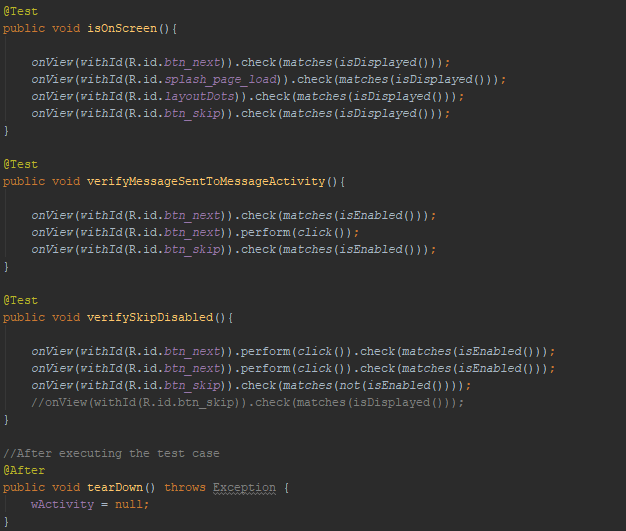 @Test
public void isOnScreen(){
onView(withId(R.id.btn_next)).check(matches(isDisplayed()));
onView(withId(R.id.splash_page_load)).check(matches(isDisplayed()));
onView(withId(R.id.layoutDots)).check(matches(isDisplayed()));
onView(withId(R.id.btn_skip)).check(matches(isDisplayed()));
}
@Test
public void verifyMessageSentToMessageActivity(){
onView(withId(R.id.btn_next)).check(matches(isEnabled()));
onView(withId(R.id.btn_next)).perform(click());
onView(withId(R.id.btn_skip)).check(matches(isEnabled()));
}
@Test
public void verifySkipDisabled(){
onView(withId(R.id.btn_next)).perform(click()).check(matches(isEnabled()));
onView(withId(R.id.btn_next)).perform(click()).check(matches(isEnabled()));
onView(withId(R.id.btn_skip)).check(matches(not(isEnabled())));
//onView(withId(R.id.btn_skip)).check(matches(isDisplayed()));
}
//After executing the test case
@After
public void tearDown() throws Exception {
wActivity = null;
}